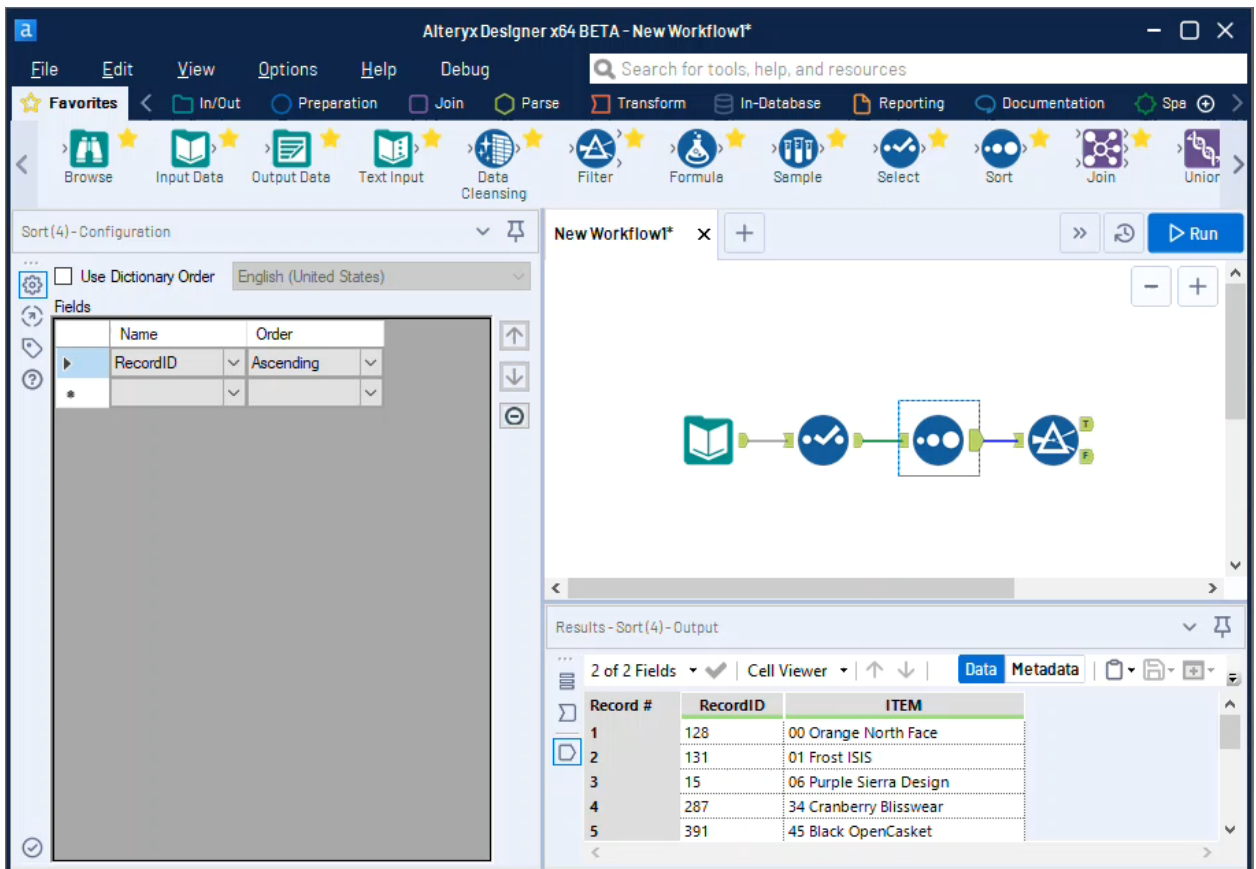 a Alteryx Designer x64 BETA - New Workflow1*
File Edit View Options Help Debug Search for tools, help, and resources
Favorites In/Out Preparation Join Parse Transform In-Database Reporting Documentation Spa
Browse Input Data Output Data Text Input Data Cleansing Filter Formula Sample Select Sort Join Union
Sort (4) - Configuration
New Workflow1* Run
Use Dictionary Order English (United States)
Fields
Name Order
RecordID Ascending
T
F
Results - Sort (4) - Output
2 of 2 Fields Cell Viewer Data Metadata
Record # RecordID ITEM
1 128 00 Orange North Face
2 131 01 Frost ISIS
3 15 06 Purple Sierra Design
4 287 34 Cranberry Blisswear
5 391 45 Black OpenCasket